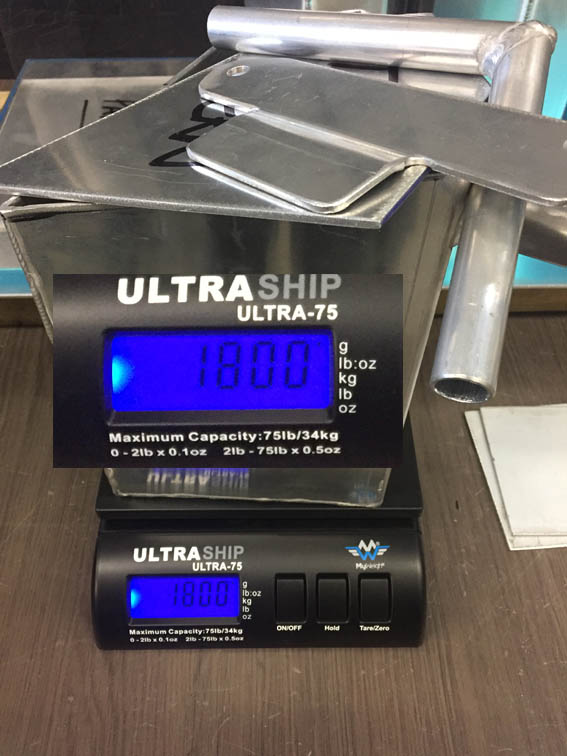 ULTRASHIP
ULTRA-75
1800
g
lb:oz
kg
lb
oz
Maximum Capacity:75lb/34kg
0 - 2lb x 0.1oz 2lb - 75lb x 0.5oz
ULTRASHIP
ULTRA-75
1800
g
lb:oz
kg
lb
oz
Maximum Capacity:75lb/34kg
0 - 2lb x 0.1oz 2lb - 75lb x 0.5oz
MyWeigh
ON/OFF
Hold
Tare/Zero